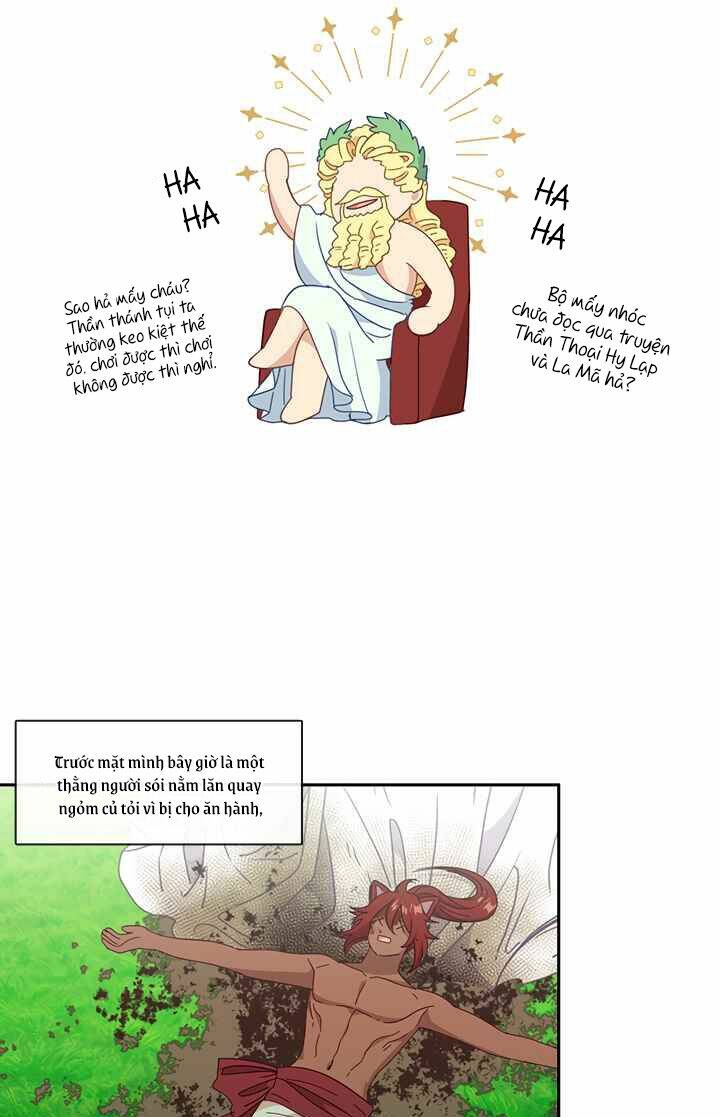 HA
HA
HA
HA
Sao hả mấy cháu?
Thần thánh tụi ta
thường keo kiệt thế
đó, chơi được thì chơi
không được thì nghỉ.
Bộ mấy nhóc
chưa đọc qua truyện
Thần Thoại Hy Lạp
và La Mã hả?
Trước mặt mình bây giờ là một
thằng người sói nằm lăn quay
ngỏm củ tỏi vì bị cho ăn hành,